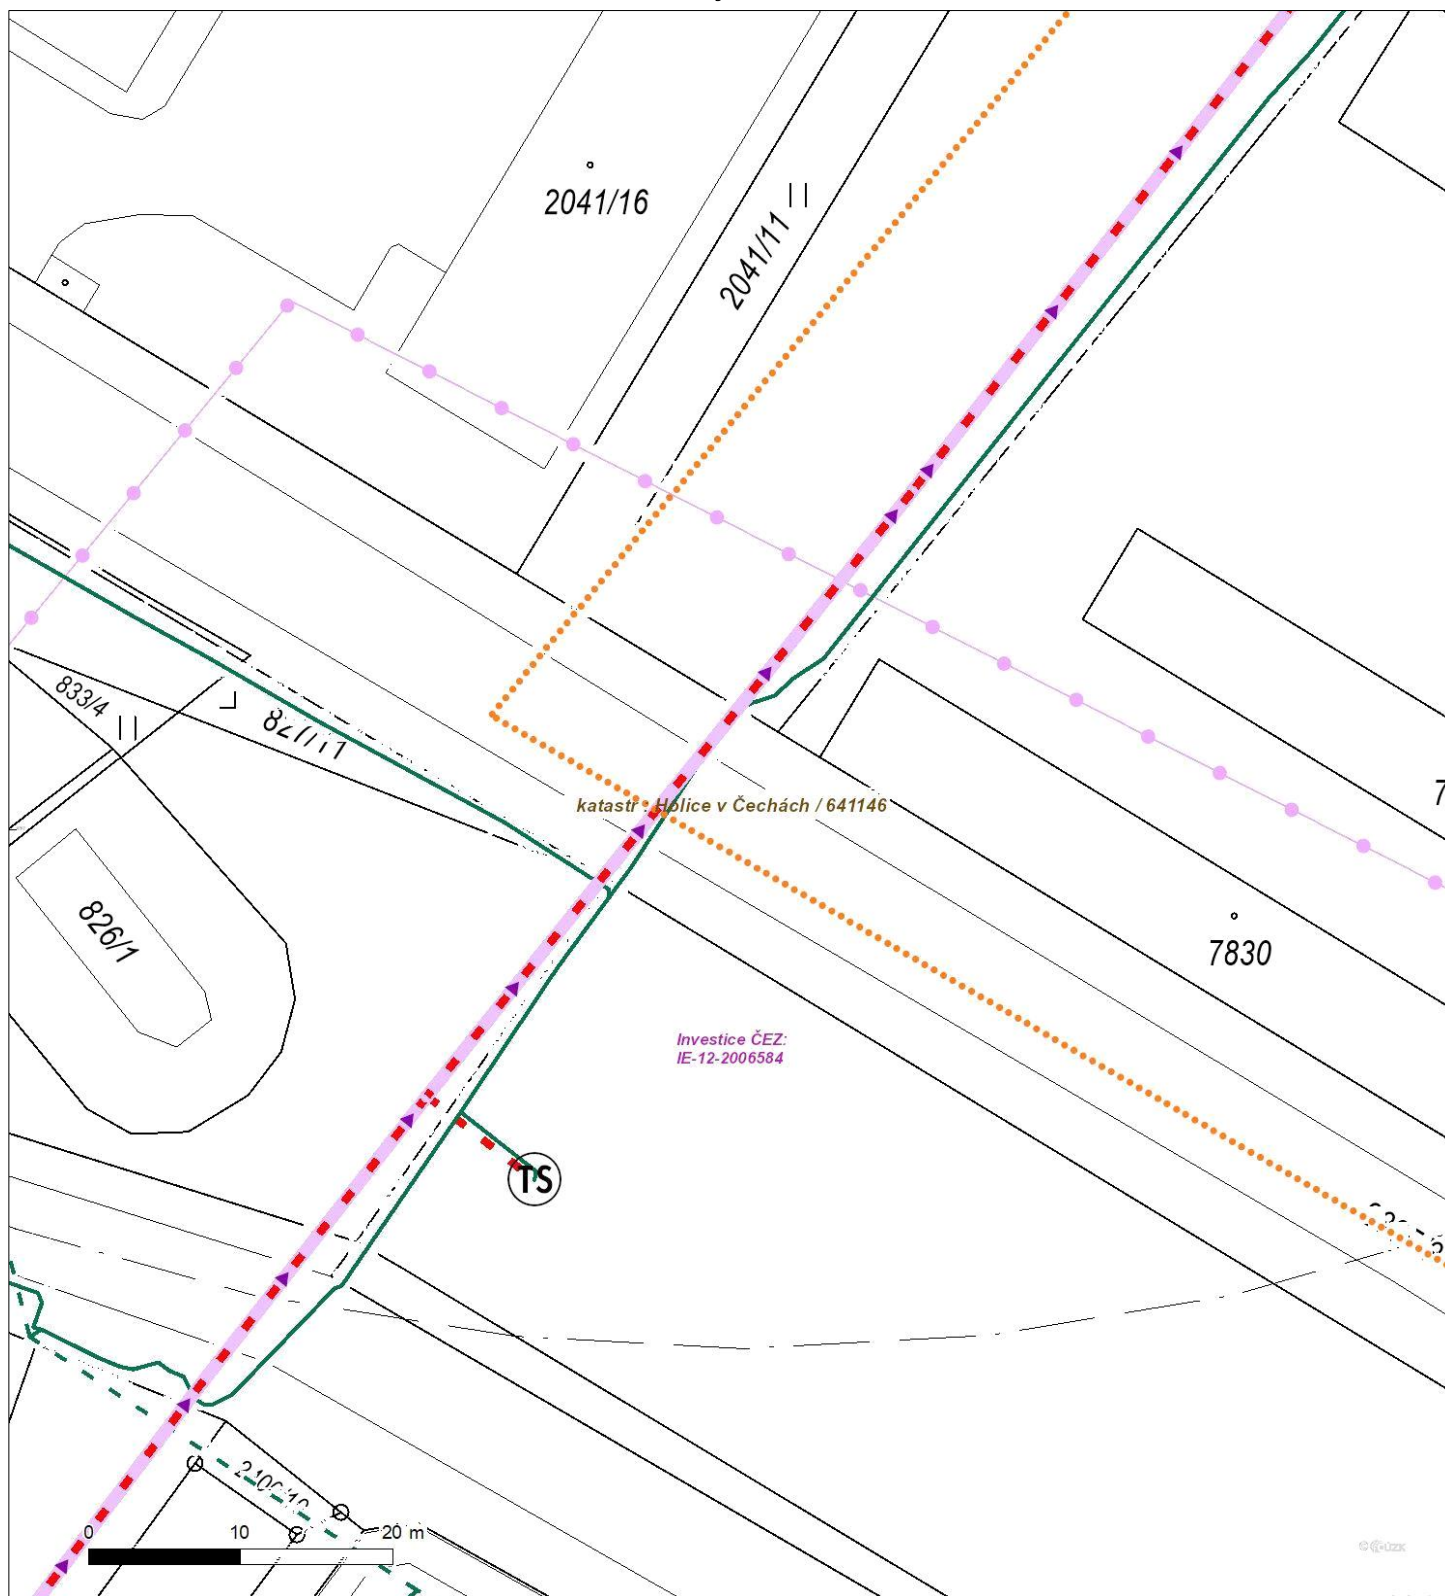 2041/16
2041/11
833/4
katastr : Holice v Čechách / 641146
826/1
7830
Investice ČEZ:
IE-12-2006584
TS
0 10 20 m